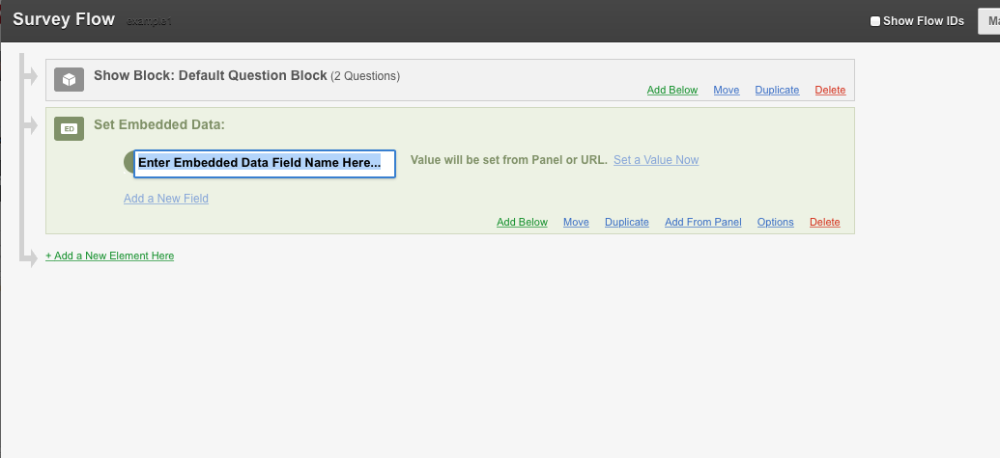 Survey Flow example1
Show Flow IDs
Ma
Show Block: Default Question Block (2 Questions)
Add Below Move Duplicate Delete
ED
Set Embedded Data:
Enter Embedded Data Field Name Here...
Value will be set from Panel or URL. Set a Value Now
Add a New Field
Add Below Move Duplicate Add From Panel Options Delete
+ Add a New Element Here